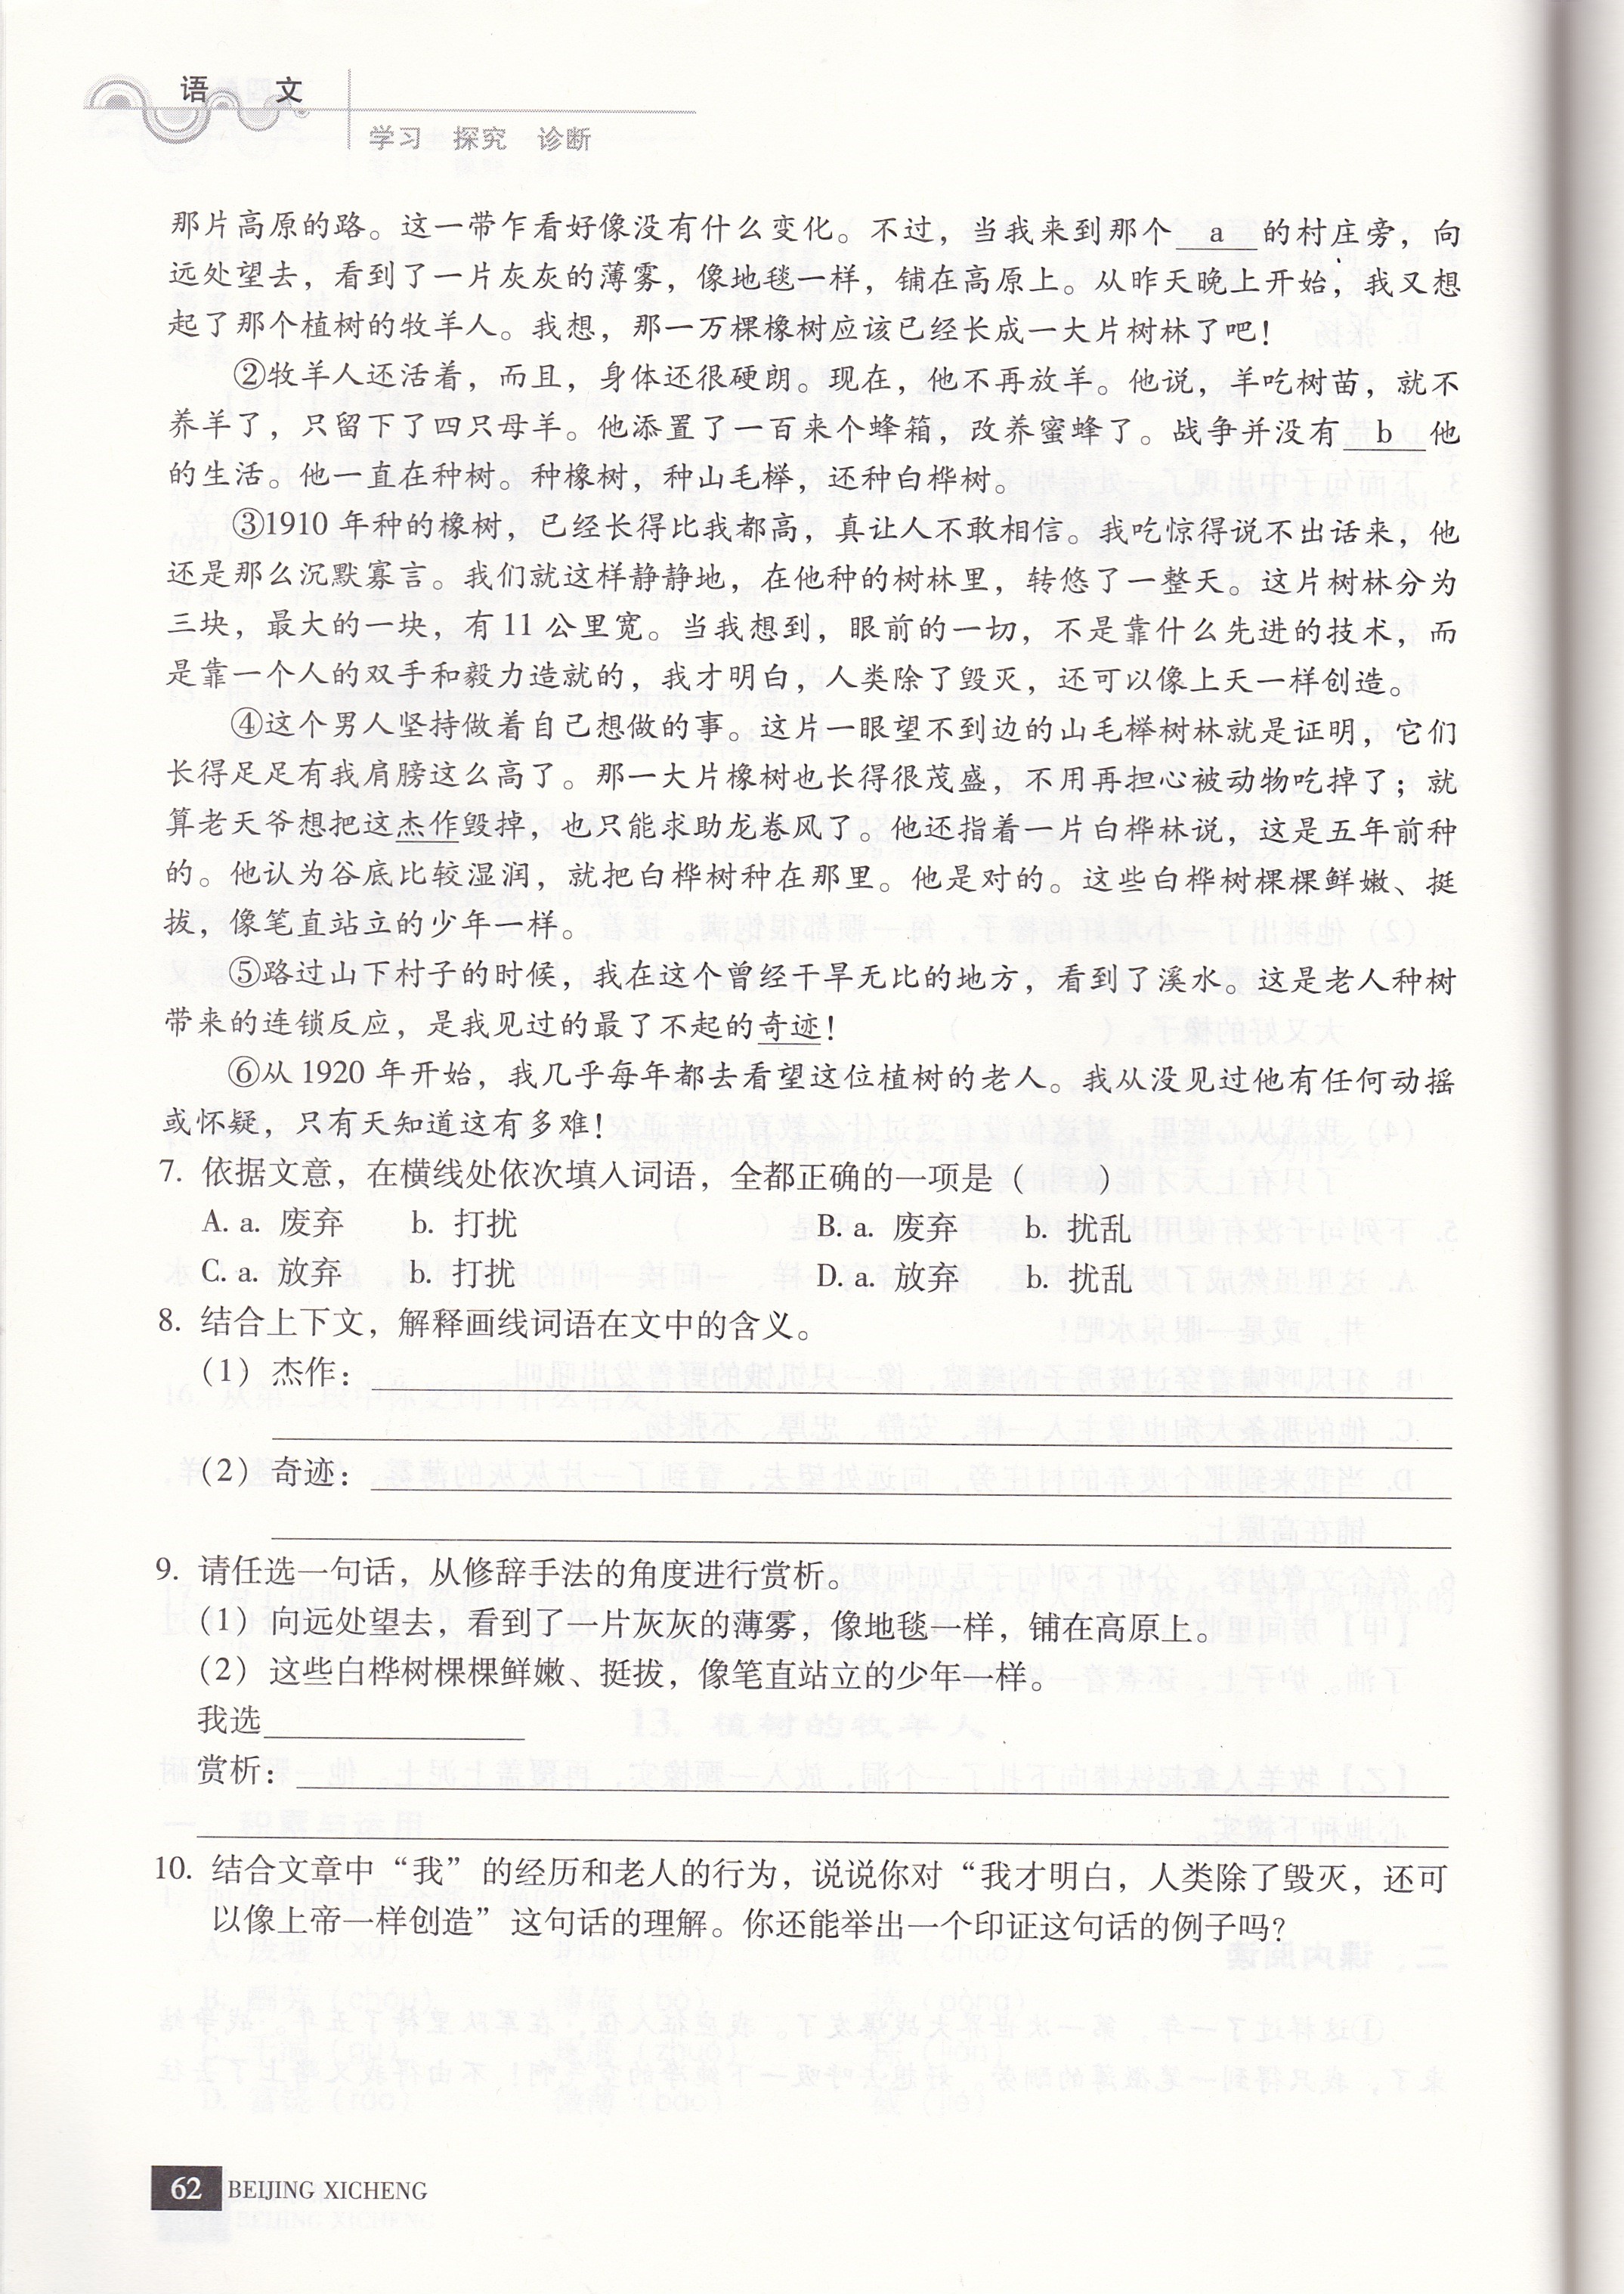 语 文
学习 探究 诊断
那片高原的路。这一带乍看好像没有什么变化。不过，当我来到那个 a 的村庄旁，向
远处望去，看到了一片灰灰的薄雾，像地毯一样，铺在高原上。从昨天晚上开始，我又想
起了那个植树的牧羊人。我想，那一万棵橡树应该已经长成一大片树林了吧！
②牧羊人还活着，而且，身体还很硬朗。现在，他不再放羊。他说，羊吃树苗，就不
养羊了，只留下了四只母羊。他添置了一百来个蜂箱，改养蜜蜂了。战争并没有 b 他
的生活。他一直在种树。种橡树，种山毛榉，还种白桦树。
③1910 年种的橡树，已经长得比我都高，真让人不敢相信。我吃惊得说不出话来，他
还是那么沉默寡言。我们就这样静静地，在他种的树林里，转悠了一整天。这片树林分为
三块，最大的一块，有 11 公里宽。当我想到，眼前的一切，不是靠什么先进的技术，而
是靠一个人的双手和毅力造就的，我才明白，人类除了毁灭，还可以像上天一样创造。
④这个男人坚持做着自己想做的事。这片一眼望不到边的山毛榉树林就是证明，它们
长得足足有我肩膀这么高了。那一大片橡树也长得很茂盛，不用再担心被动物吃掉了；就
算老天爷想把这杰作毁掉，也只能求助龙卷风了。他还指着一片白桦林说，这是五年前种
的。他认为谷底比较湿润，就把白桦树种在那里。他是对的。这些白桦树棵棵鲜嫩、挺
拔，像笔直站立的少年一样。
⑤路过山下村子的时候，我在这个曾经干旱无比的地方，看到了溪水。这是老人种树
带来的连锁反应，是我见过的最了不起的奇迹！
⑥从 1920 年开始，我几乎每年都去看望这位植树的老人。我从没见过他有任何动摇
或怀疑，只有天知道这有多难！
7. 依据文意，在横线处依次填入词语，全都正确的一项是（ ）
A. a. 废弃 b. 打扰 B. a. 废弃 b. 扰乱
C. a. 放弃 b. 打扰 D. a. 放弃 b. 扰乱
8. 结合上下文，解释画线词语在文中的含义。
（1）杰作：
（2）奇迹：
9. 请任选一句话，从修辞手法的角度进行赏析。
（1）向远处望去，看到了一片灰灰的薄雾，像地毯一样，铺在高原上。
（2）这些白桦树棵棵鲜嫩、挺拔，像笔直站立的少年一样。
我选
赏析：
10. 结合文章中“我”的经历和老人的行为，说说你对“我才明白，人类除了毁灭，还可
以像上帝一样创造”这句话的理解。你还能举出一个印证这句话的例子吗？
62 BEIJING XICHENG